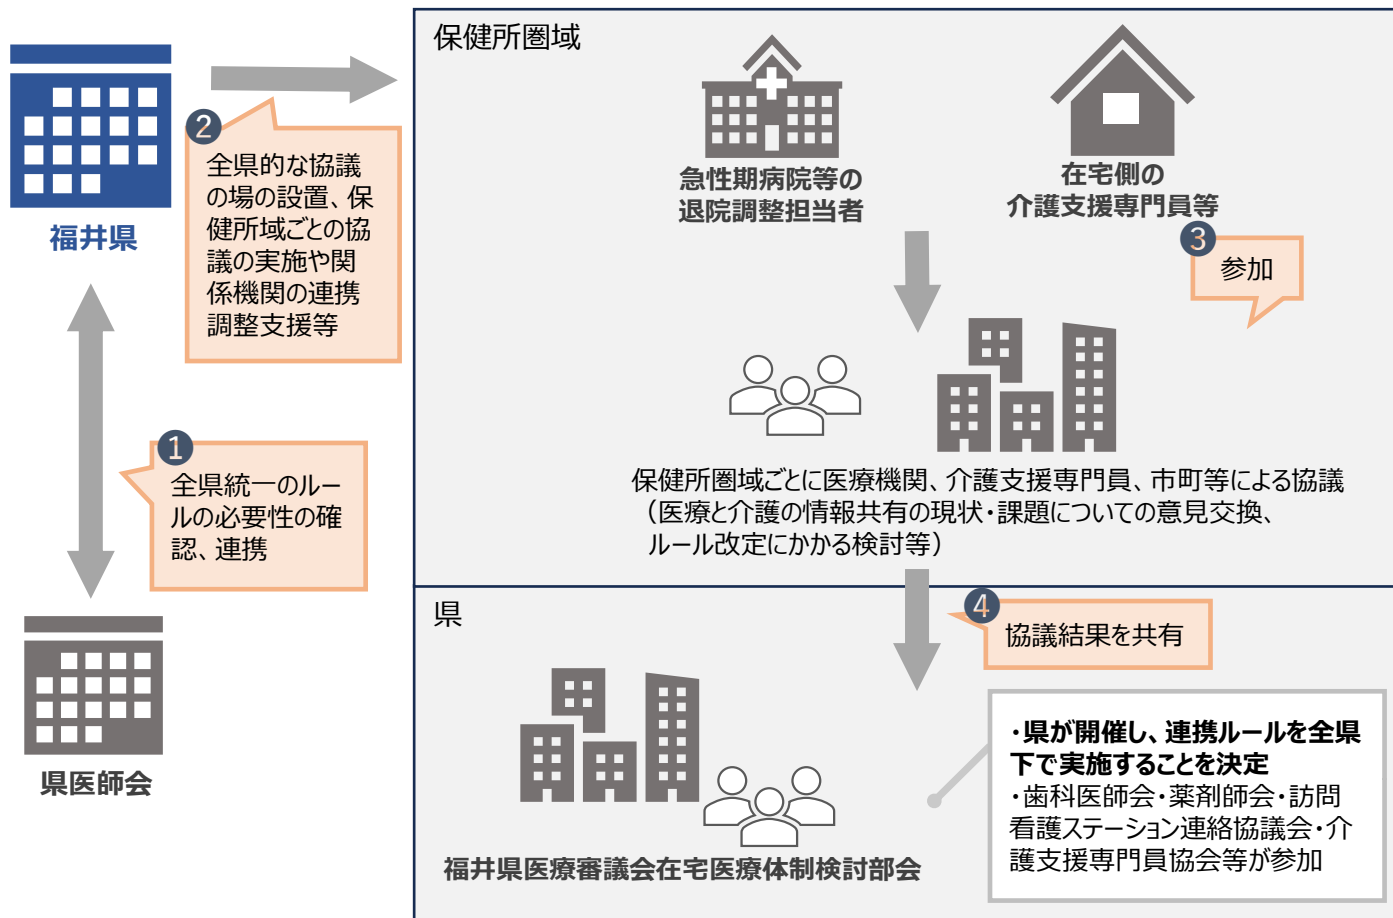 保健所圏域
急性期病院等の
退院調整担当者
在宅側の
介護支援専門員等
福井県
2
全県的な協議
の場の設置、保
健所域ごとの協
議の実施や関
係機関の連携
調整支援等
3
参加
1
全県統一のルー
ルの必要性の確
認、連携
県医師会
保健所圏域ごとに医療機関、介護支援専門員、市町等による協議
（医療と介護の情報共有の現状・課題についての意見交換、
ルール改定にかかる検討等）
県
4
協議結果を共有
・県が開催し、連携ルールを全県
下で実施することを決定
・歯科医師会・薬剤師会・訪問
看護ステーション連絡協議会・介
護支援専門員協会等が参加
福井県医療審議会在宅医療体制検討部会